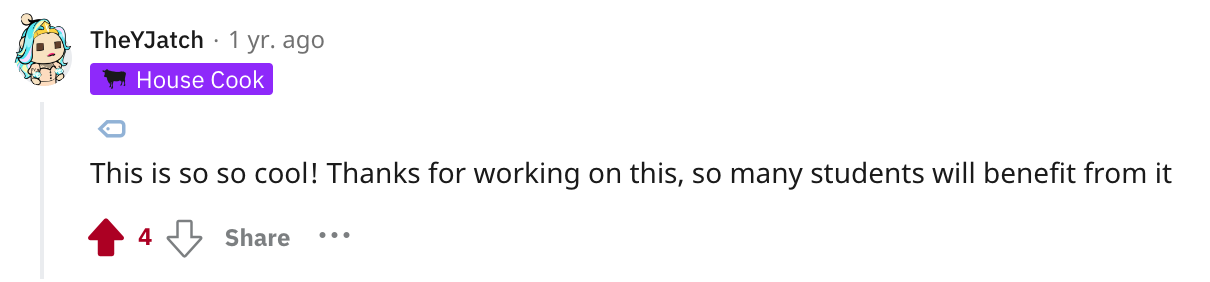 TheYJatch · 1 yr. ago
House Cook
This is so so cool! Thanks for working on this, so many students will benefit from it
4 Share ···